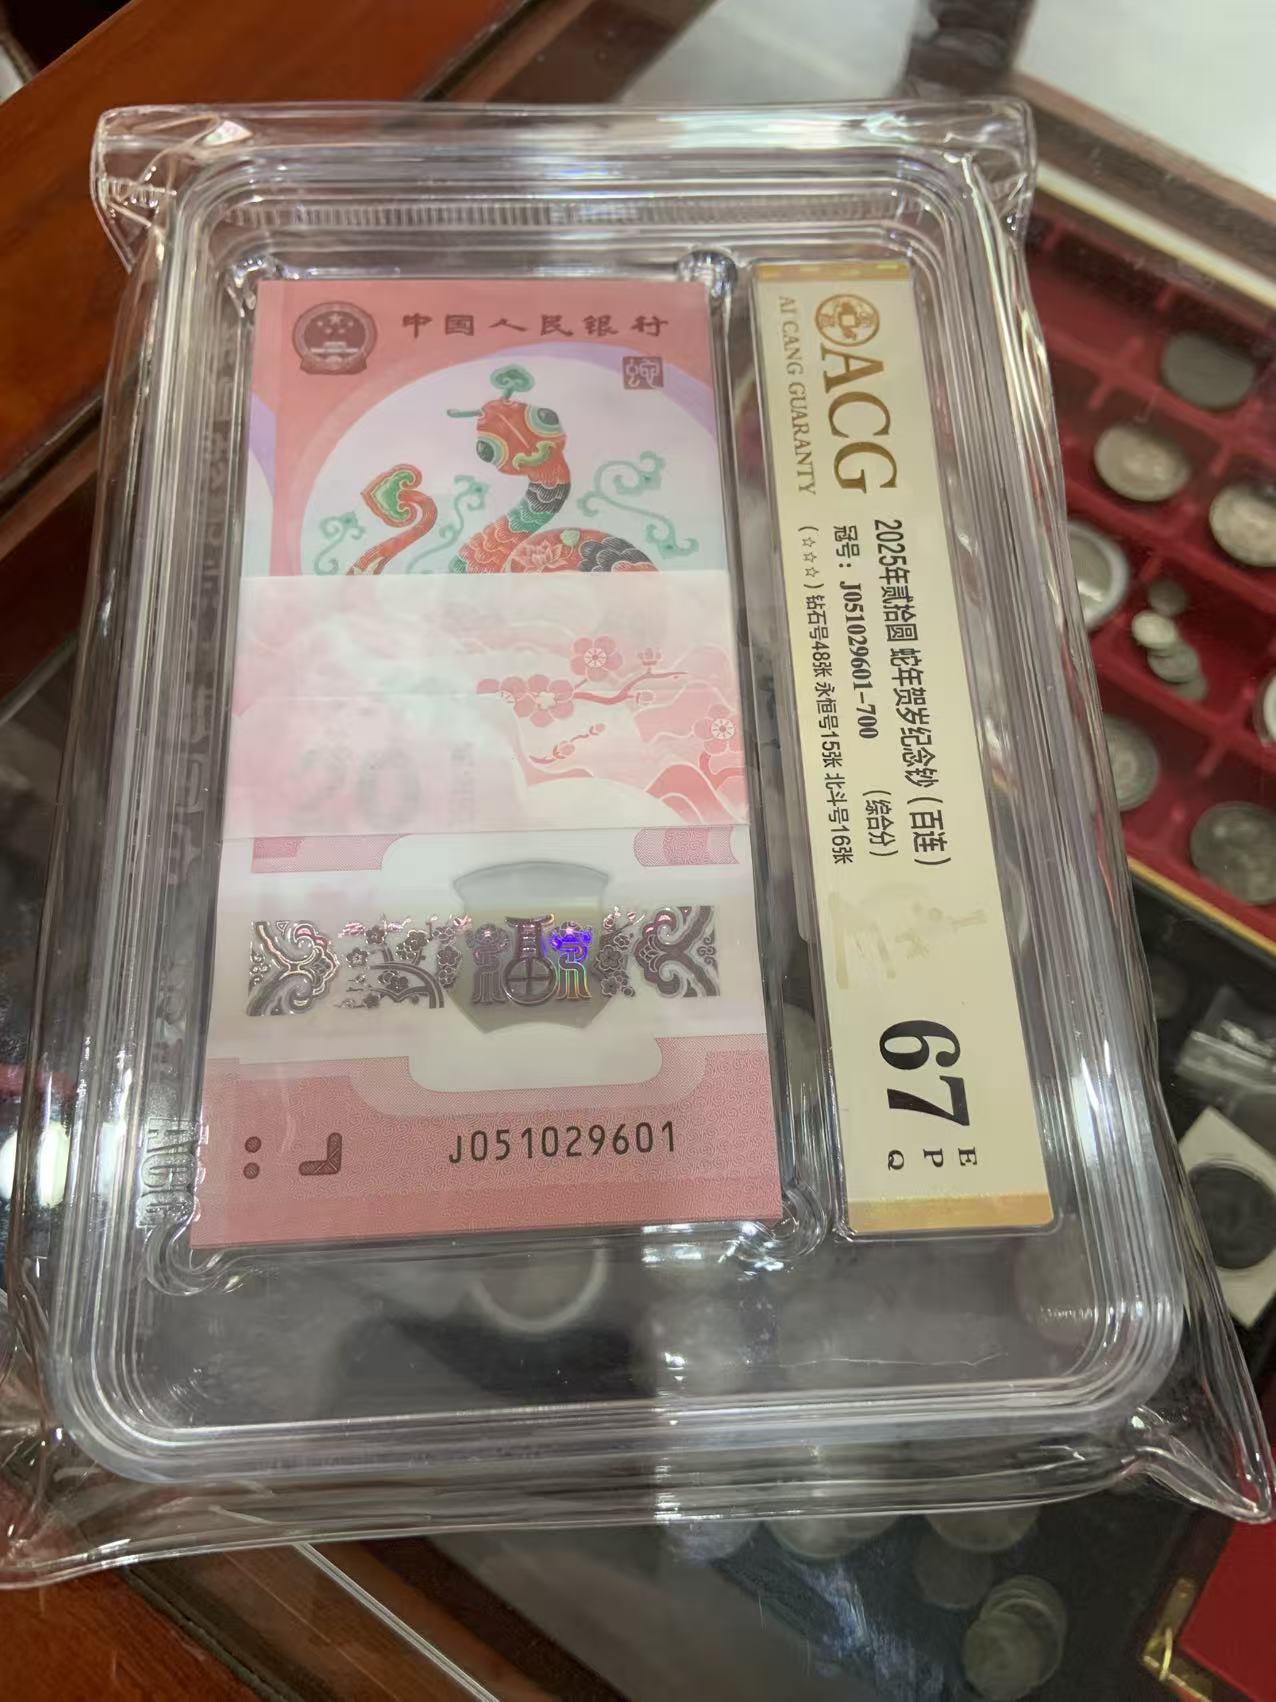 中国人民银行
20
J051029601
ACG
AI CANG GUARANTY
2025年贰拾圆 蛇年贺岁纪念钞（百连）
冠号：J051029601-700 （综合分）
（☆☆☆）钻石号48张 永恒号15张 北斗号16张
67
E
P
Q
ACG